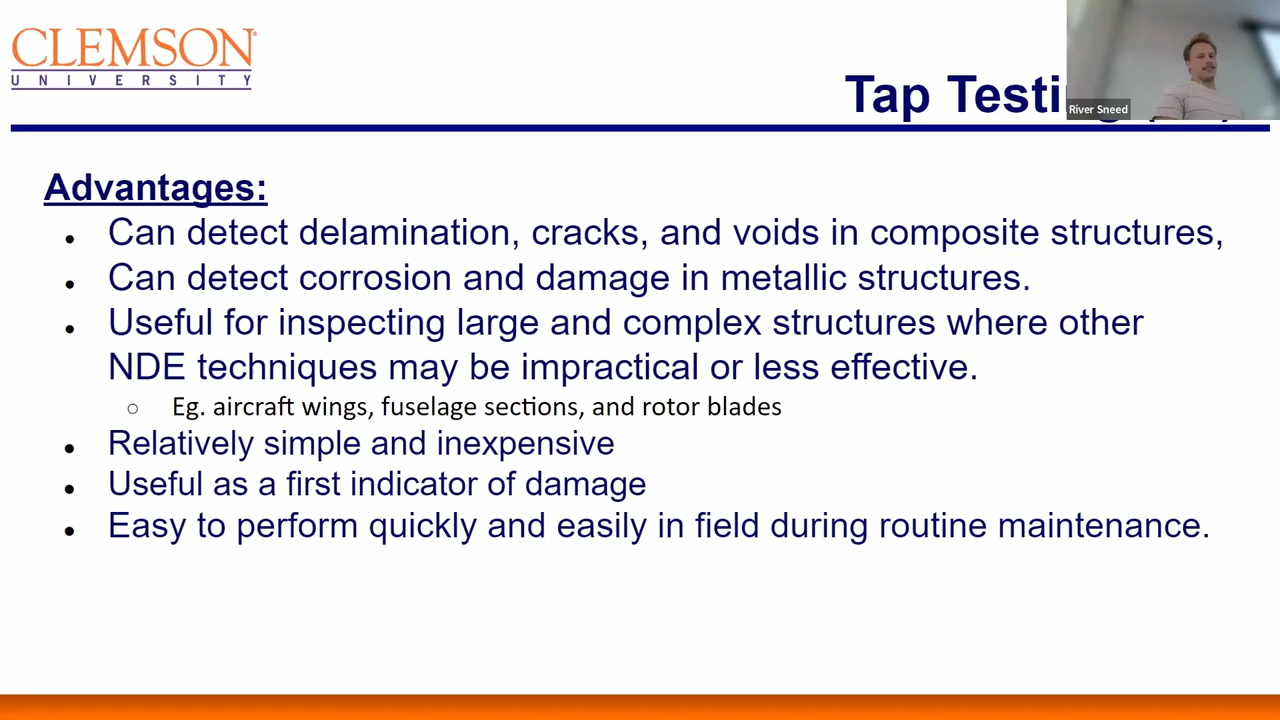 CLEMSON
UNIVERSITY
Tap
River Sneed
Advantages:
Can detect delamination, cracks, and voids in composite structures,
Can detect corrosion and damage in metallic structures.
Useful for inspecting large and complex structures where other
NDE techniques may be impractical or less effective.
Eg. aircraft wings, fuselage sections, and rotor blades
Relatively simple and inexpensive
Useful as a first indicator of damage
Easy to perform quickly and easily in field during routine maintenance.